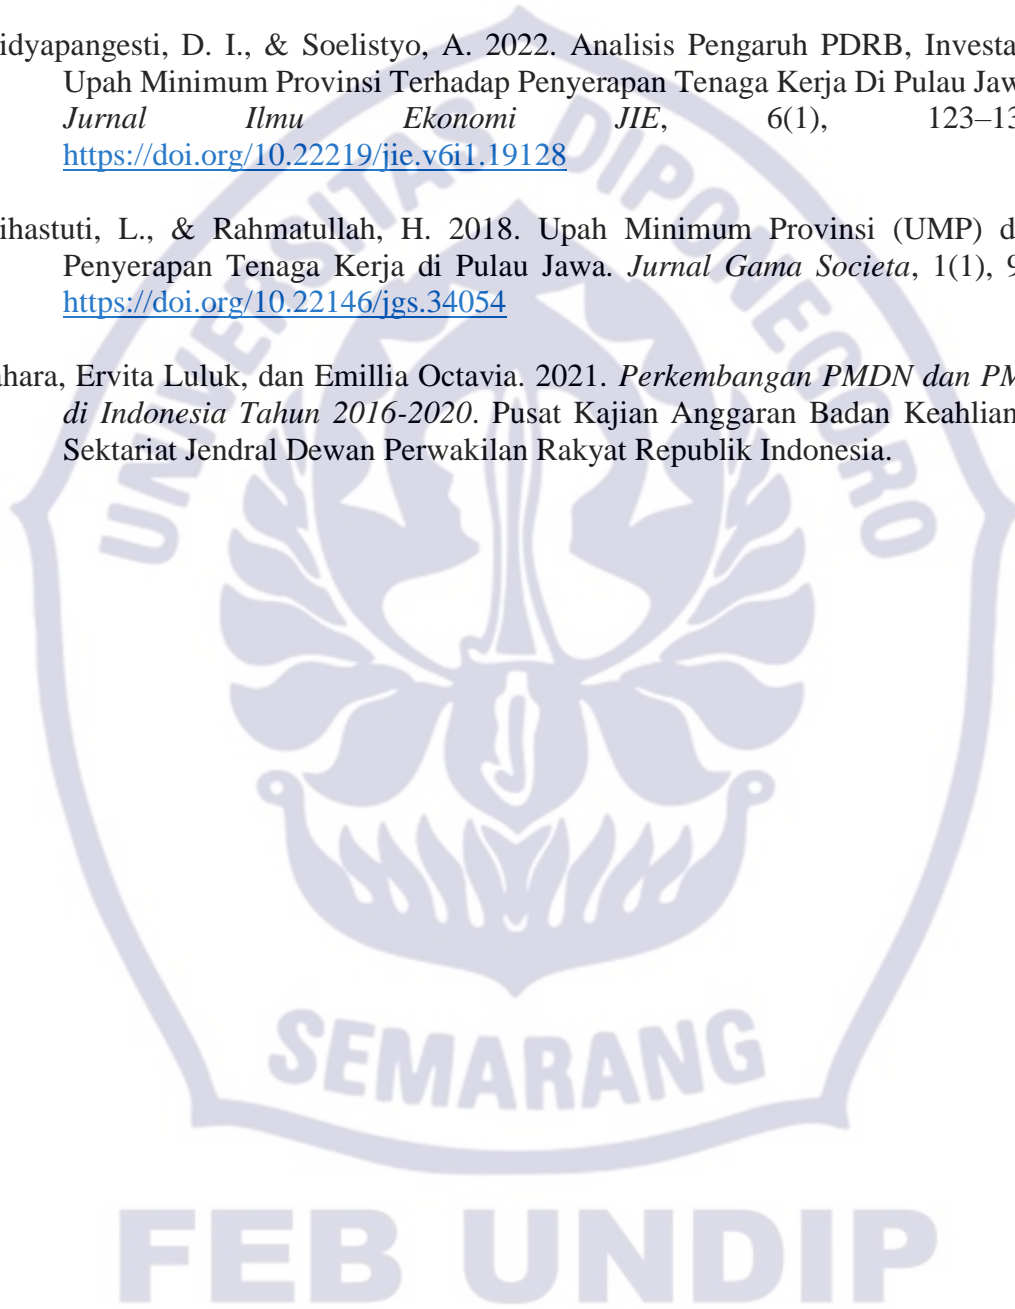 idyapangesti, D. I., & Soelistyo, A. 2022. Analisis Pengaruh PDRB, Investa
Upah Minimum Provinsi Terhadap Penyerapan Tenaga Kerja Di Pulau Jaw
Jurnal Ilmu Ekonomi JIE, 6(1), 123–13
https://doi.org/10.22219/jie.v6i1.19128
ihastuti, L., & Rahmatullah, H. 2018. Upah Minimum Provinsi (UMP) d
Penyerapan Tenaga Kerja di Pulau Jawa. Jurnal Gama Societa, 1(1), 9
https://doi.org/10.22146/jgs.34054
ahara, Ervita Luluk, dan Emillia Octavia. 2021. Perkembangan PMDN dan PM
di Indonesia Tahun 2016-2020. Pusat Kajian Anggaran Badan Keahlian
Sektariat Jendral Dewan Perwakilan Rakyat Republik Indonesia.
UNIVERSITAS DIPONEGORO
SEMARANG
FEB UNDIP